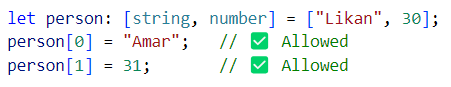 let person: [string, number] = ["Likan", 30];
person[0] = "Amar";   // ✅ Allowed
person[1] = 31;       // ✅ Allowed